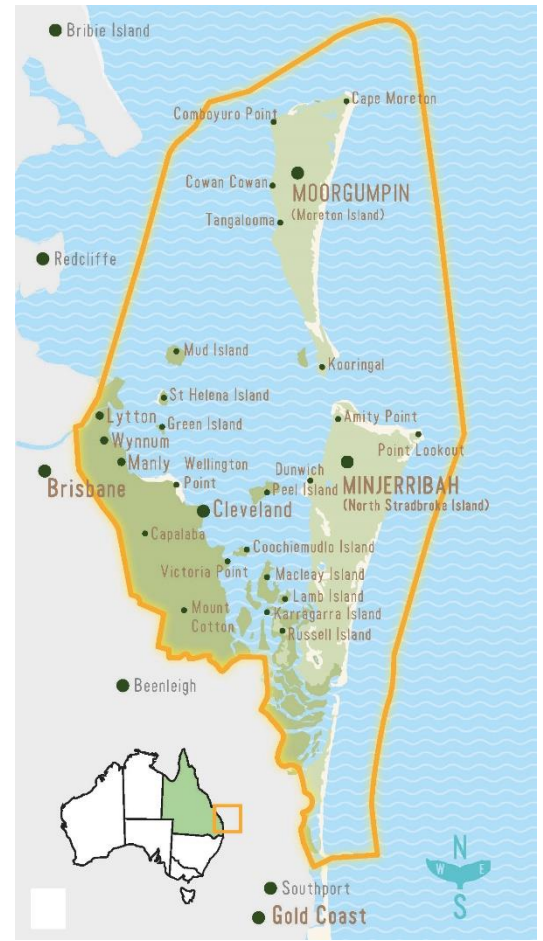 Bribie Island
Cape Moreton
Comboyuro Point
Cowan Cowan
MOORGUMPIN
(Moreton Island)
Tangalooma
Redcliffe
Mud Island
Kooringal
St Helena Island
Lytton
Green Island
Amity Point
Wynnum
Point Lookout
Manly
Wellington
Point
Dunwich
Brisbane
Peel Island
MINJERRIBAH
(North Stradbroke Island)
Cleveland
Capalaba
Coochiemudlo Island
Victoria Point
Macleay Island
Lamb Island
Mount
Cotton
Karragarra Island
Russell Island
Beenleigh
N
W E
S
Southport
Gold Coast